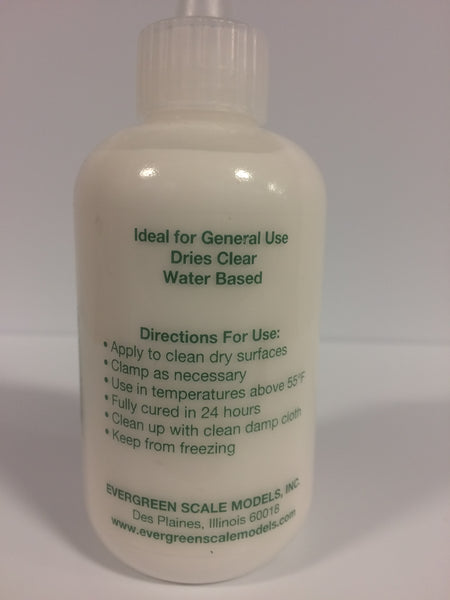 Ideal for General Use
Dries Clear
Water Based
Directions For Use:
• Apply to clean dry surfaces
• Clamp as necessary
• Use in temperatures above 55°F
• Fully cured in 24 hours
• Clean up with clean damp cloth
• Keep from freezing
EVERGREEN SCALE MODELS, INC.
Des Plaines, Illinois 60018
www.evergreenscalemodels.com